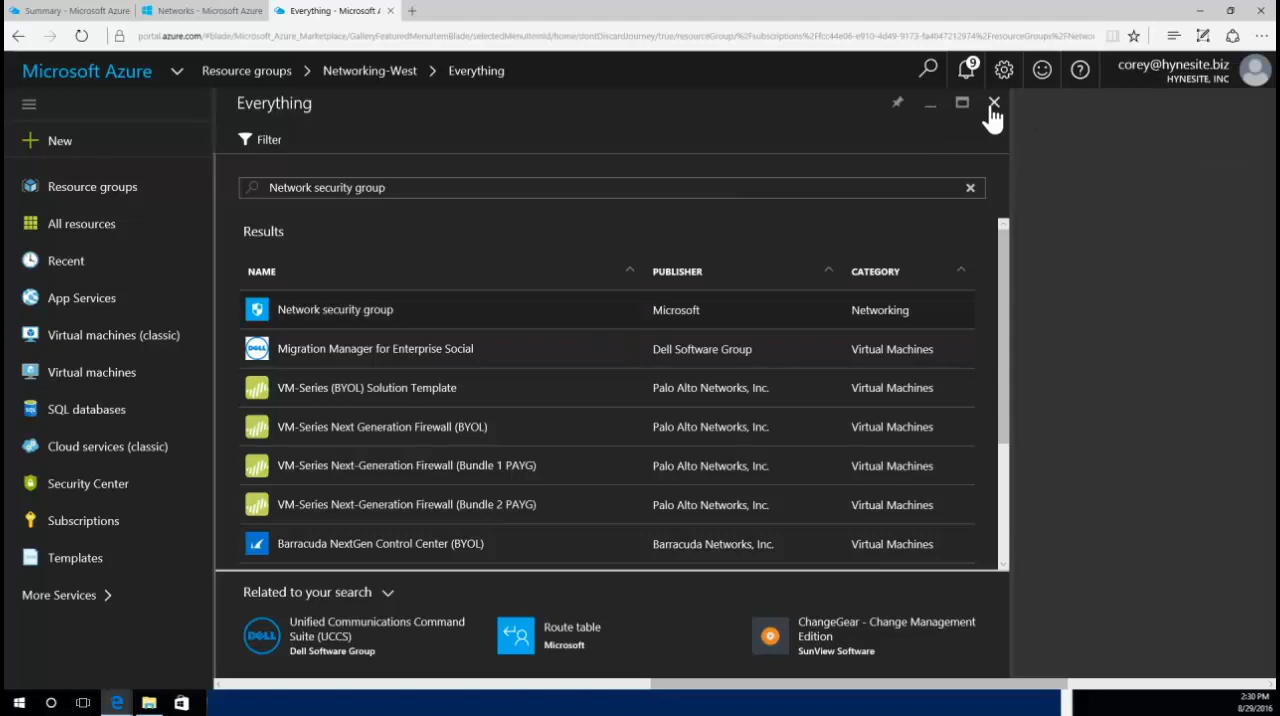 Summary - Microsoft Azure
Networks - Microsoft Azure
Everything - Microsoft A
Microsoft Azure
Resource groups > Networking-West > Everything
9
corey@hynesite.biz
HYNESITE, INC
Everything
New
Filter
Resource groups
All resources
Recent
App Services
Virtual machines (classic)
Virtual machines
SQL databases
Cloud services (classic)
Security Center
Subscriptions
Templates
More Services >
Network security group
Results
NAME PUBLISHER CATEGORY
Network security group Microsoft Networking
Migration Manager for Enterprise Social Dell Software Group Virtual Machines
VM-Series (BYOL) Solution Template Palo Alto Networks, Inc. Virtual Machines
VM-Series Next Generation Firewall (BYOL) Palo Alto Networks, Inc. Virtual Machines
VM-Series Next-Generation Firewall (Bundle 1 PAYG) Palo Alto Networks, Inc. Virtual Machines
VM-Series Next-Generation Firewall (Bundle 2 PAYG) Palo Alto Networks, Inc. Virtual Machines
Barracuda NextGen Control Center (BYOL) Barracuda Networks, Inc. Virtual Machines
Related to your search
DELL
Unified Communications Command
Suite (UCCS)
Dell Software Group
Route table
Microsoft
ChangeGear - Change Management
Edition
SunView Software
2:30 PM
8/29/2016